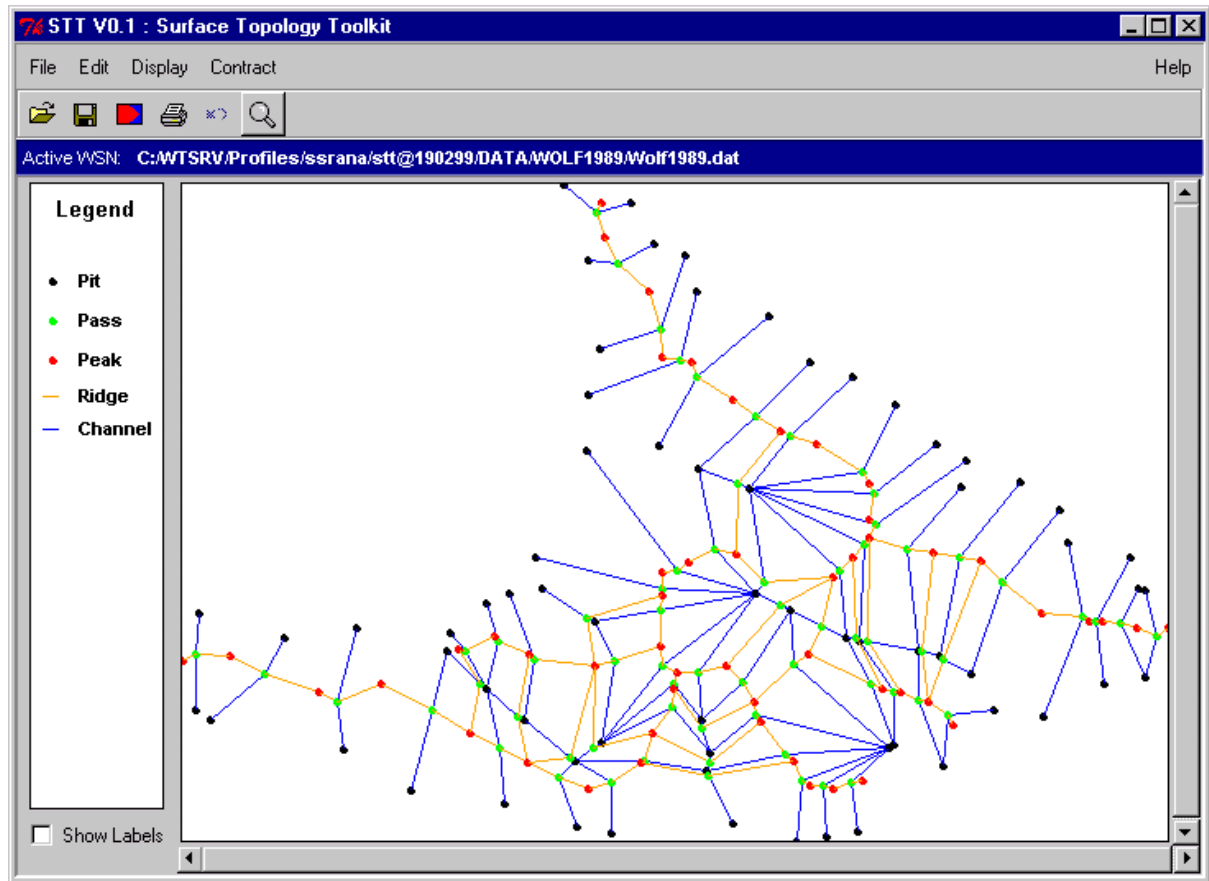 STT V0.1 : Surface Topology Toolkit
File Edit Display Contract Help
Active WSN: C:/WTSRV/Profiles/ssrana/stt@190299/DATA/WOLF1989/Wolf1989.dat
Legend
Pit
Pass
Peak
Ridge
Channel
Show Labels